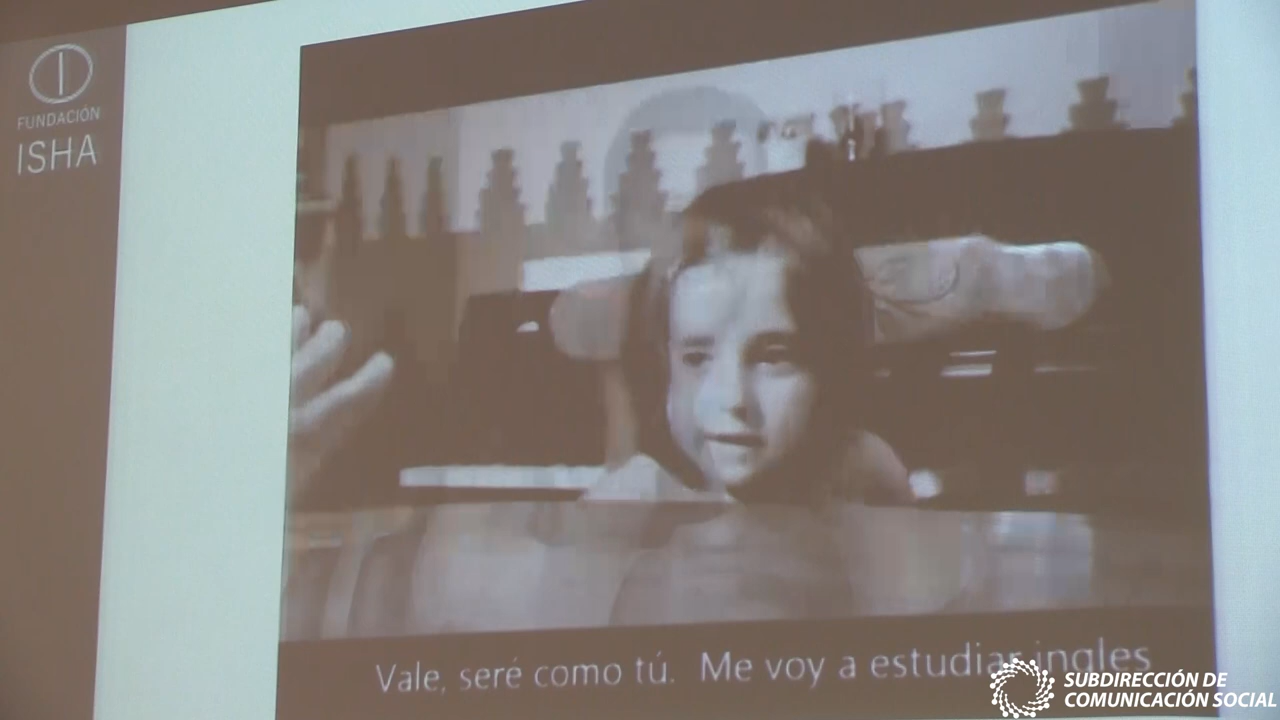 FUNDACIÓN
ISHA
Vale, seré como tú. Me voy a estudiar ingles
SUBDIRECCIÓN DE
COMUNICACIÓN SOCIAL